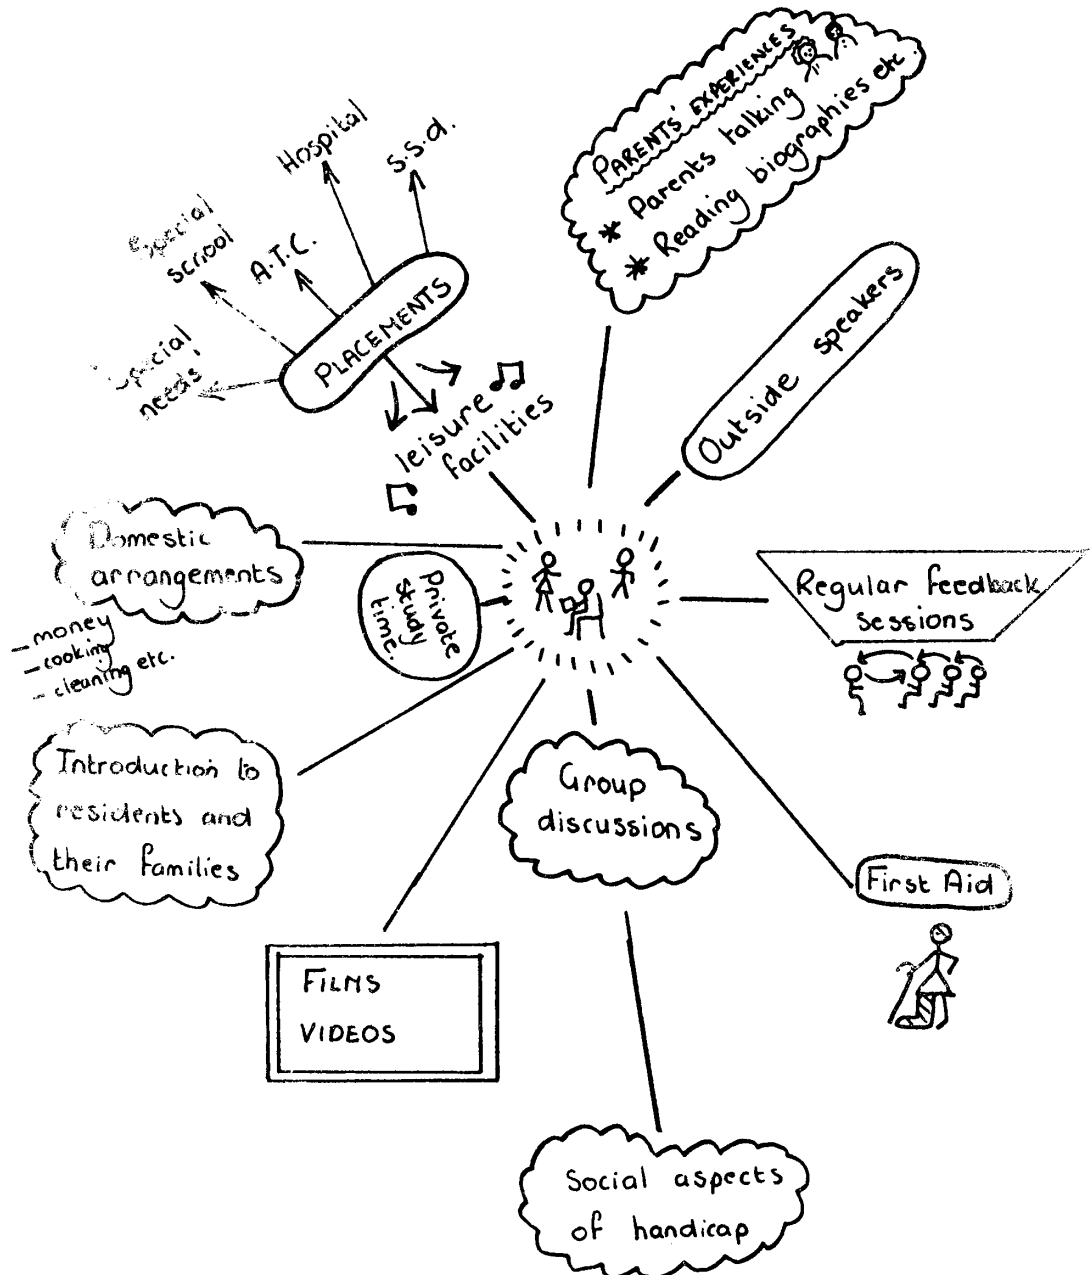 PARENTS' EXPERIENCES
* Parents talking
* Reading biographies etc.
Hospital
s.s.d.
Special
school
A.T.C.
Special
needs'
PLACEMENTS
leisure
facilities
Outside speakers
Domestic
arrangements
– money
– cooking
– cleaning etc.
Private
study
time.
Regular feedback
sessions
Introduction to
residents and
their families
Group
discussions
First Aid
FILMS
VIDEOS
Social aspects
of handicap